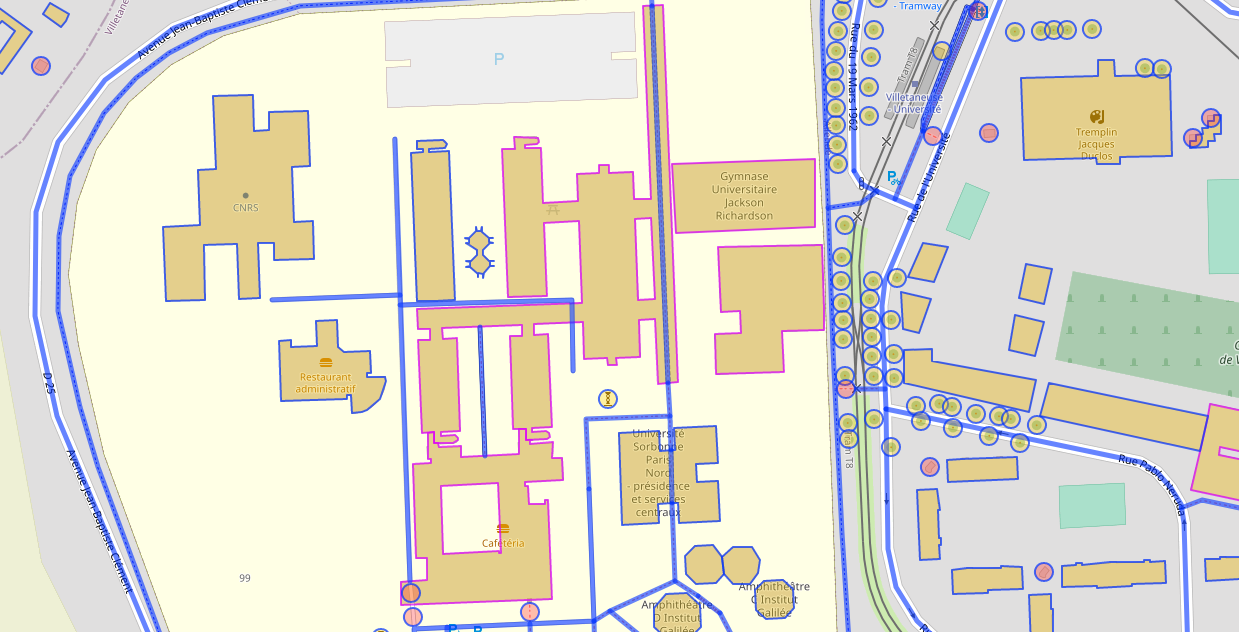 Avenue Jean-Baptiste Clément
Villetane
P
- Tramway
Rue du 19 Mars 1962
Tram T8
Villetaneuse
- Université
Rue de l'Université
Tremplin
Jacques
Duclos
CNRS
Gymnase
Universitaire
Jackson
Richardson
P
Restaurant
administratif
D 25
Avenue Jean-Baptiste Clément
Université
Sorbonne
Paris
Nord
- présidence
et services
centraux
Cafétéria
Tram T8
Rue Pablo Neruda
C
de V
99
Amphithéâtre
D Institut
Galilée
Amphithéâtre
C Institut
Galilée
P
P